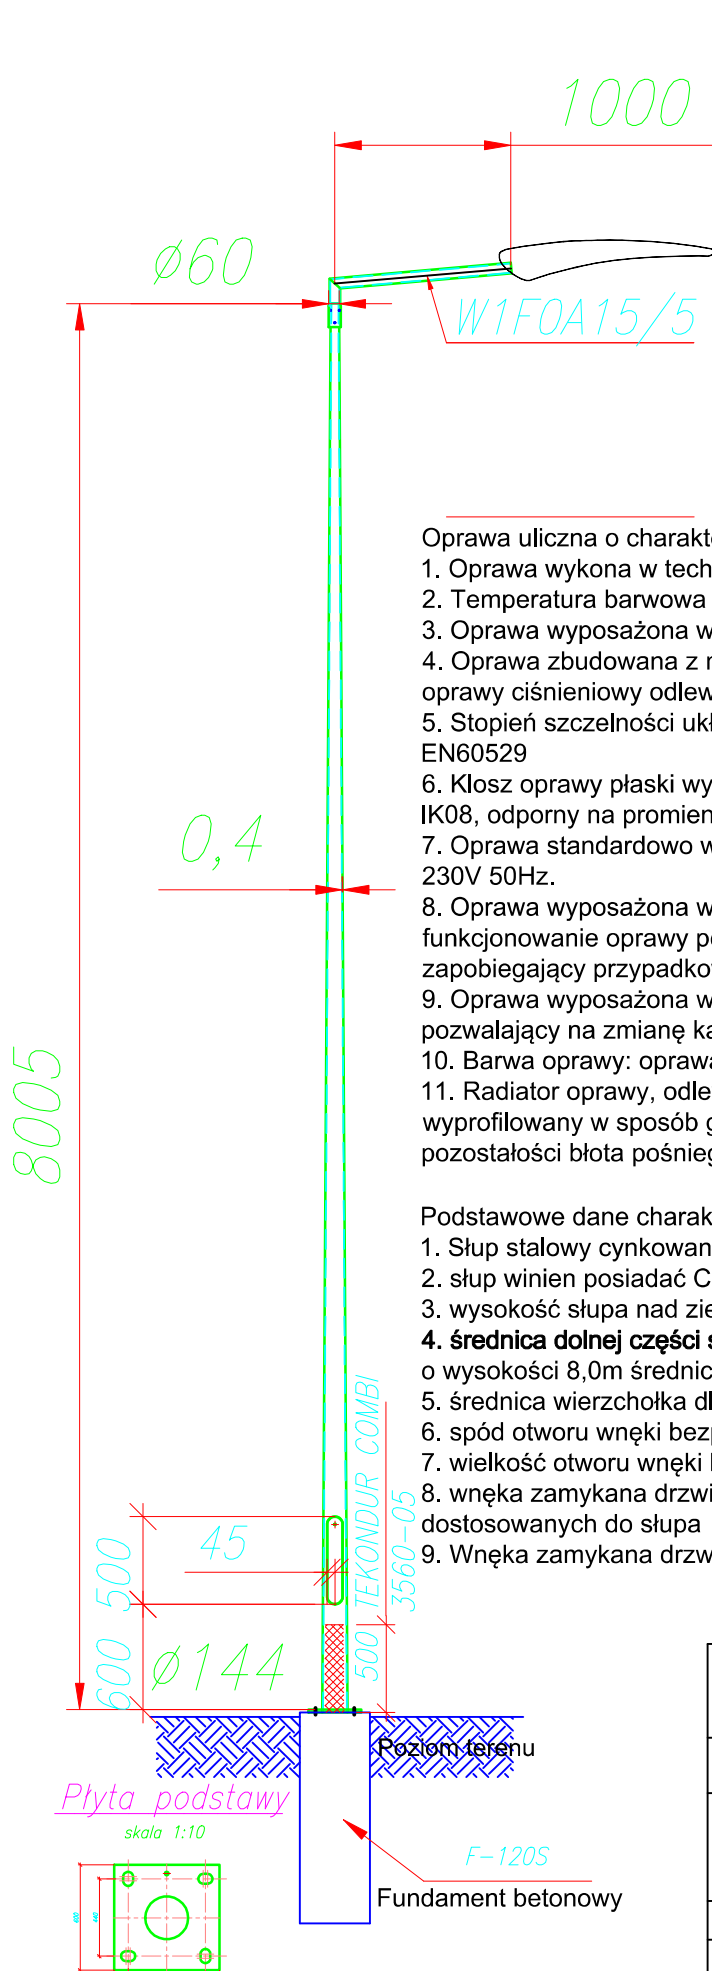 1000
ø60
W1F0A15/5
Oprawa uliczna o charakt
1. Oprawa wykona w tech
2. Temperatura barwowa
3. Oprawa wyposażona w
4. Oprawa zbudowana z
oprawy ciśnieniowy odlew
5. Stopień szczelności ukł
EN60529
6. Klosz oprawy płaski wy
IK08, odporny na promien
7. Oprawa standardowo w
230V 50Hz.
8. Oprawa wyposażona w
funkcjonowanie oprawy p
zapobiegający przypadko
9. Oprawa wyposażona w
pozwalający na zmianę k
10. Barwa oprawy: opraw
11. Radiator oprawy, odle
wyprofilowany w sposób g
pozostałości błota pośnieg
0,4
8005
Podstawowe dane charak
1. Słup stalowy cynkowan
2. słup winien posiadać C
3. wysokość słupa nad zie
4. średnica dolnej części s
o wysokości 8,0m średnic
5. średnica wierzchołka dl
6. spód otworu wnęki bezp
7. wielkość otworu wnęki
8. wnęka zamykana drzwi
dostosowanych do słupa
9. Wnęka zamykana drzw
45
500
600
ø144
500 TEKONDUR COMBI
3560-05
Poziom terenu
Płyta podstawy
skala 1:10
F-120S
Fundament betonowy